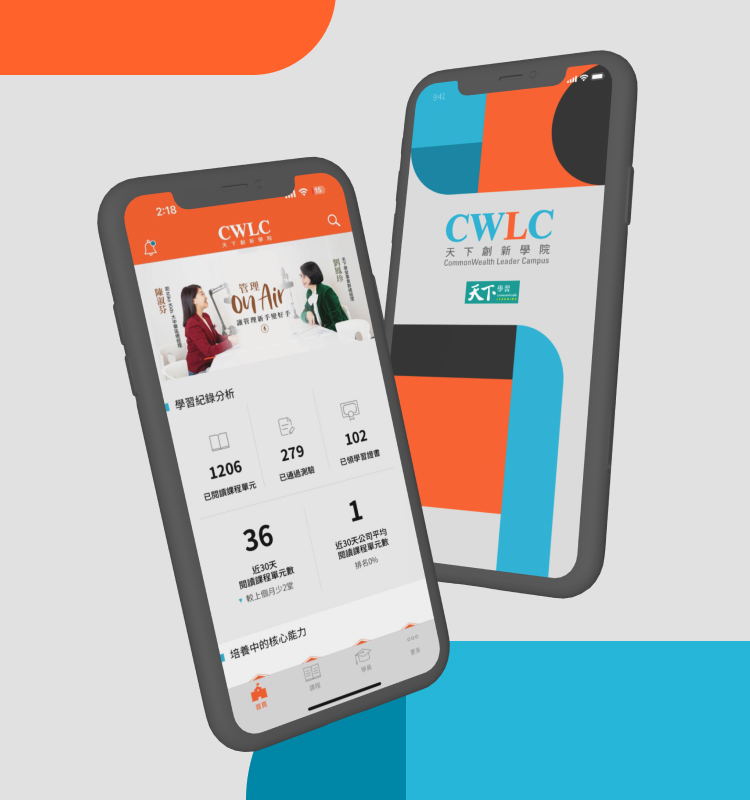 9:41
CWLC
天下創新學院
CommonWealth Leader Campus
天下 學習
2:18
15
CWLC
天下創新學院
陳淑芬
劉鳳珍
管理
on Air
讓管理新手變好手
學習紀錄分析
1206
已閱讀課程單元
279
已通過測驗
102
已領學習證書
36
近30天
閱讀課程單元數
較上個月少2堂
1
近30天公司平均
閱讀課程單元數
排名0%
培養中的核心能力
首頁
課程
學程
更多